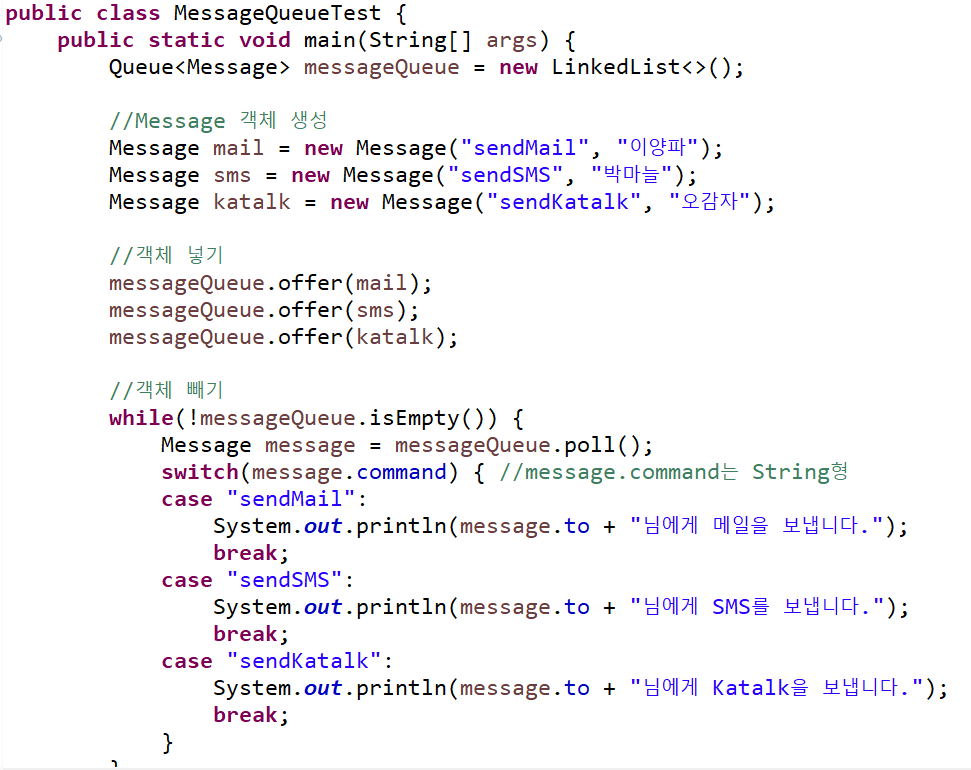 public class MessageQueueTest {
    public static void main(String[] args) {
        Queue<Message> messageQueue = new LinkedList<>();

        //Message 객체 생성
        Message mail = new Message("sendMail", "이양파");
        Message sms = new Message("sendSMS", "박마늘");
        Message katalk = new Message("sendKatalk", "오감자");

        //객체 넣기
        messageQueue.offer(mail);
        messageQueue.offer(sms);
        messageQueue.offer(katalk);

        //객체 빼기
        while(!messageQueue.isEmpty()) {
            Message message = messageQueue.poll();
            switch(message.command) { //message.command는 String형
            case "sendMail":
                System.out.println(message.to + "님에게 메일을 보냅니다.");
                break;
            case "sendSMS":
                System.out.println(message.to + "님에게 SMS를 보냅니다.");
                break;
            case "sendKatalk":
                System.out.println(message.to + "님에게 Katalk을 보냅니다.");
                break;
            }
        }